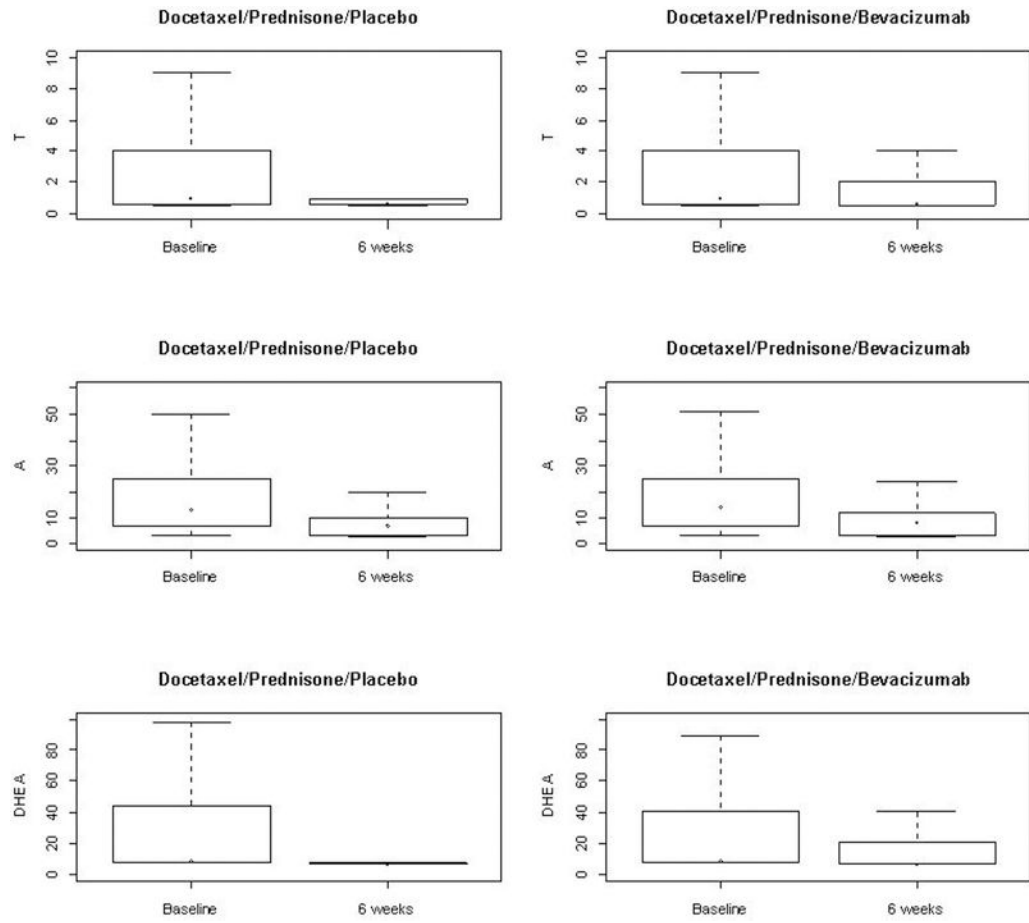 Docetaxel/Prednisone/Placebo
T
10
8
6
4
2
0
Baseline 6 weeks
Docetaxel/Prednisone/Bevacizumab
T
10
8
6
4
2
0
Baseline 6 weeks
Docetaxel/Prednisone/Placebo
A
50
30
10
0
Baseline 6 weeks
Docetaxel/Prednisone/Bevacizumab
A
50
30
10
0
Baseline 6 weeks
Docetaxel/Prednisone/Placebo
DHEA
80
60
40
20
0
Baseline 6 weeks
Docetaxel/Prednisone/Bevacizumab
DHEA
80
60
40
20
0
Baseline 6 weeks